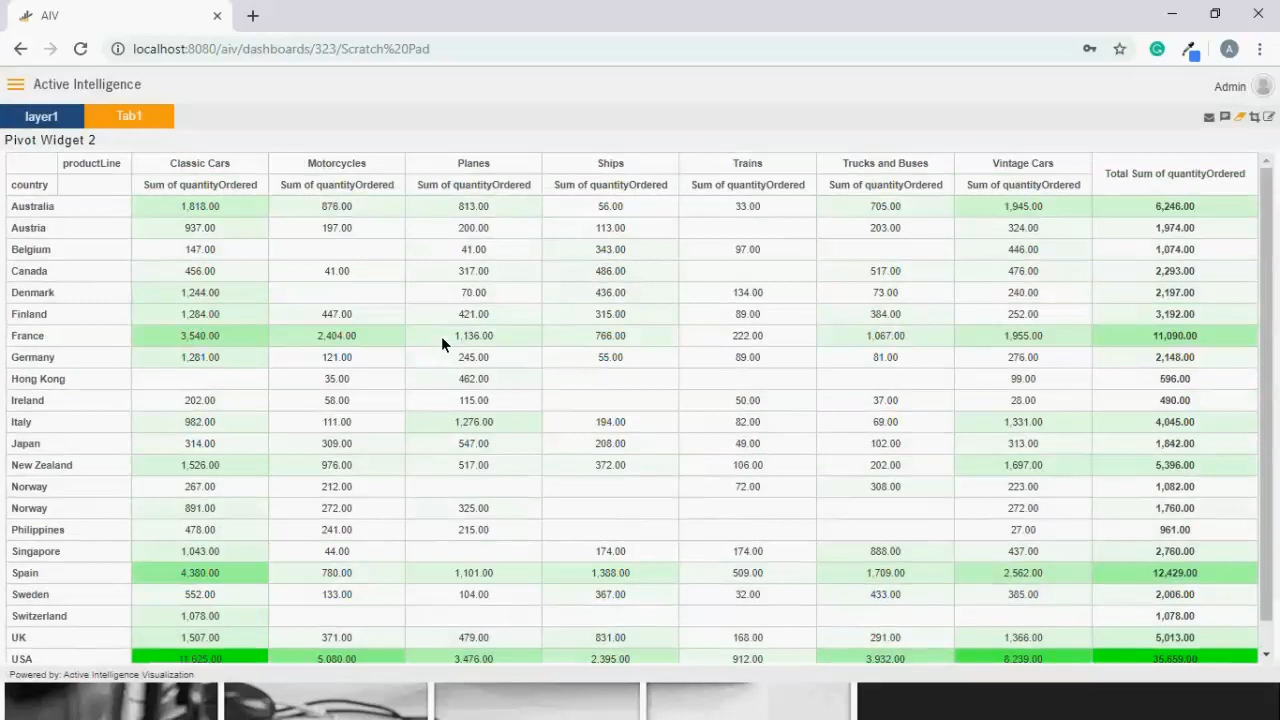 AIV
localhost:8080/aiv/dashboards/323/Scratch%20Pad
A
Active Intelligence
Admin
layer1 Tab1
Pivot Widget 2
productLine Classic Cars Motorcycles Planes Ships Trains Trucks and Buses Vintage Cars Total Sum of quantityOrdered
country Sum of quantityOrdered Sum of quantityOrdered Sum of quantityOrdered Sum of quantityOrdered Sum of quantityOrdered Sum of quantityOrdered Sum of quantityOrdered
Australia 1,818.00 876.00 813.00 56.00 33.00 705.00 1,945.00 6,246.00
Austria 937.00 197.00 200.00 113.00 203.00 324.00 1,974.00
Belgium 147.00 41.00 343.00 97.00 446.00 1,074.00
Canada 456.00 41.00 317.00 486.00 517.00 476.00 2,293.00
Denmark 1,244.00 70.00 436.00 134.00 73.00 240.00 2,197.00
Finland 1,284.00 447.00 421.00 315.00 89.00 384.00 252.00 3,192.00
France 3,540.00 2,404.00 1,136.00 766.00 222.00 1,067.00 1,955.00 11,090.00
Germany 1,281.00 121.00 245.00 55.00 89.00 81.00 276.00 2,148.00
Hong Kong 35.00 462.00 99.00 596.00
Ireland 202.00 58.00 115.00 50.00 37.00 28.00 490.00
Italy 982.00 111.00 1,276.00 194.00 82.00 69.00 1,331.00 4,045.00
Japan 314.00 309.00 547.00 208.00 49.00 102.00 313.00 1,842.00
New Zealand 1,526.00 976.00 517.00 372.00 106.00 202.00 1,697.00 5,396.00
Norway 267.00 212.00 72.00 308.00 223.00 1,082.00
Norway 891.00 272.00 325.00 272.00 1,760.00
Philippines 478.00 241.00 215.00 27.00 961.00
Singapore 1,043.00 44.00 174.00 174.00 888.00 437.00 2,760.00
Spain 4,380.00 780.00 1,101.00 1,388.00 509.00 1,709.00 2,562.00 12,429.00
Sweden 552.00 133.00 104.00 367.00 32.00 433.00 385.00 2,006.00
Switzerland 1,078.00 1,078.00
UK 1,507.00 371.00 479.00 831.00 168.00 291.00 1,366.00 5,013.00
USA 11,625.00 5,080.00 3,476.00 2,395.00 912.00 3,932.00 8,239.00 35,659.00
Powered by: Active Intelligence Visualization